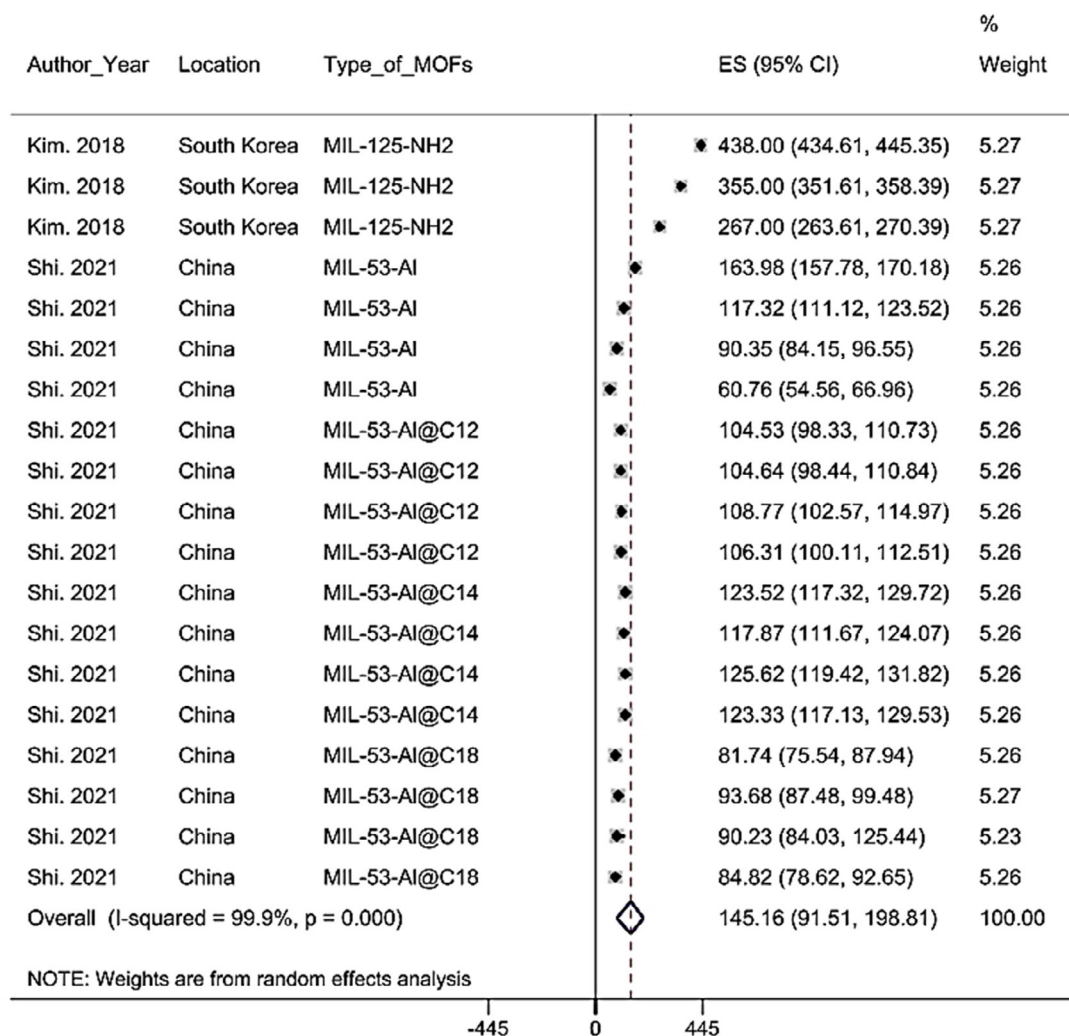 %
Author_Year Location Type_of_MOFs ES (95% CI) Weight
Kim. 2018 South Korea MIL-125-NH2 438.00 (434.61, 445.35) 5.27
Kim. 2018 South Korea MIL-125-NH2 355.00 (351.61, 358.39) 5.27
Kim. 2018 South Korea MIL-125-NH2 267.00 (263.61, 270.39) 5.27
Shi. 2021 China MIL-53-Al 163.98 (157.78, 170.18) 5.26
Shi. 2021 China MIL-53-Al 117.32 (111.12, 123.52) 5.26
Shi. 2021 China MIL-53-Al 90.35 (84.15, 96.55) 5.26
Shi. 2021 China MIL-53-Al 60.76 (54.56, 66.96) 5.26
Shi. 2021 China MIL-53-Al@C12 104.53 (98.33, 110.73) 5.26
Shi. 2021 China MIL-53-Al@C12 104.64 (98.44, 110.84) 5.26
Shi. 2021 China MIL-53-Al@C12 108.77 (102.57, 114.97) 5.26
Shi. 2021 China MIL-53-Al@C12 106.31 (100.11, 112.51) 5.26
Shi. 2021 China MIL-53-Al@C14 123.52 (117.32, 129.72) 5.26
Shi. 2021 China MIL-53-Al@C14 117.87 (111.67, 124.07) 5.26
Shi. 2021 China MIL-53-Al@C14 125.62 (119.42, 131.82) 5.26
Shi. 2021 China MIL-53-Al@C14 123.33 (117.13, 129.53) 5.26
Shi. 2021 China MIL-53-Al@C18 81.74 (75.54, 87.94) 5.26
Shi. 2021 China MIL-53-Al@C18 93.68 (87.48, 99.48) 5.27
Shi. 2021 China MIL-53-Al@C18 90.23 (84.03, 125.44) 5.23
Shi. 2021 China MIL-53-Al@C18 84.82 (78.62, 92.65) 5.26
Overall (I-squared = 99.9%, p = 0.000) 145.16 (91.51, 198.81) 100.00
NOTE: Weights are from random effects analysis
-445 0 445